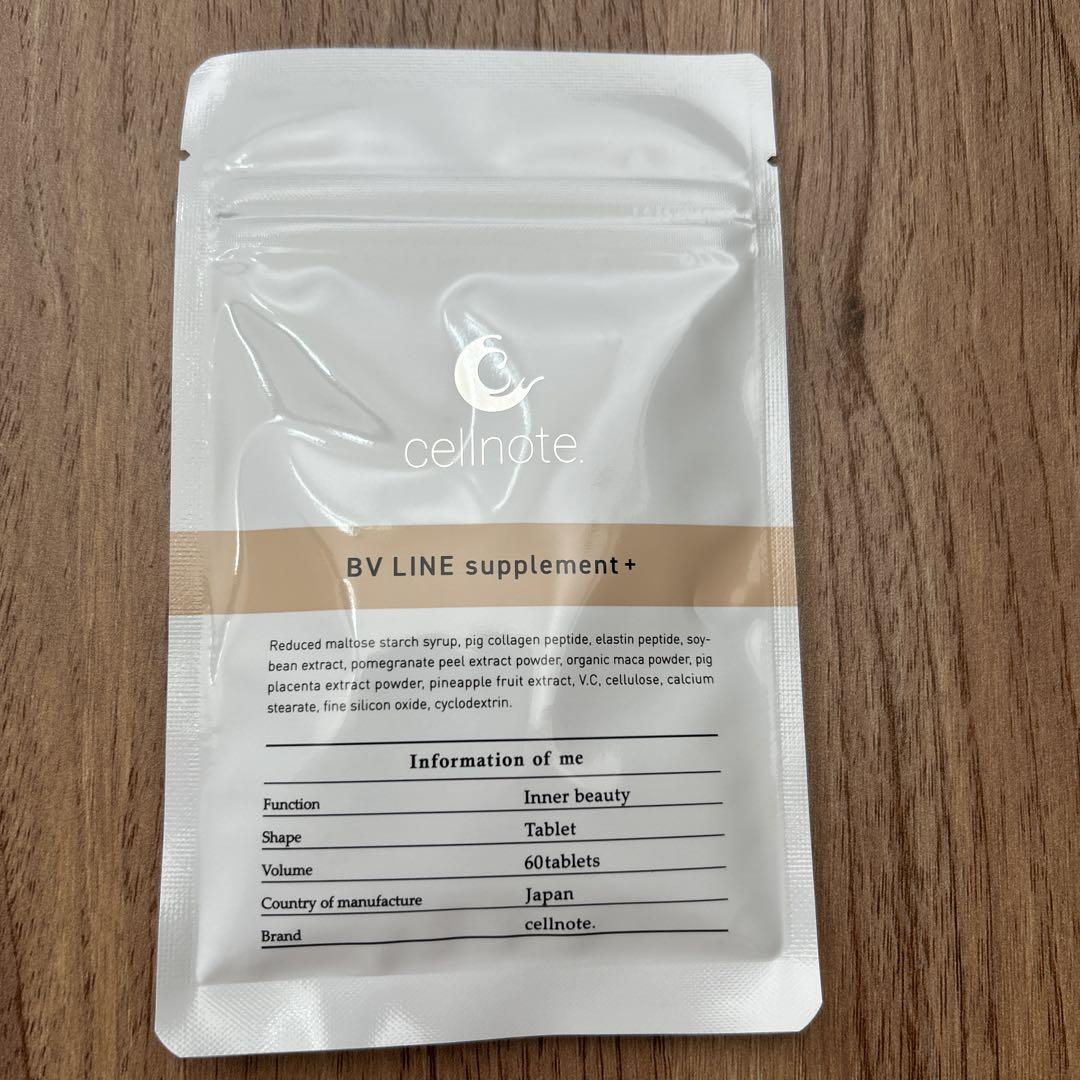 cellnote.
BV LINE supplement+
Reduced maltose starch syrup, pig collagen peptide, elastin peptide, soy-
bean extract, pomegranate peel extract powder, organic maca powder, pig
placenta extract powder, pineapple fruit extract, V.C, cellulose, calcium
stearate, fine silicon oxide, cyclodextrin.
Information of me
Function Inner beauty
Shape Tablet
Volume 60tablets
Country of manufacture Japan
Brand cellnote.